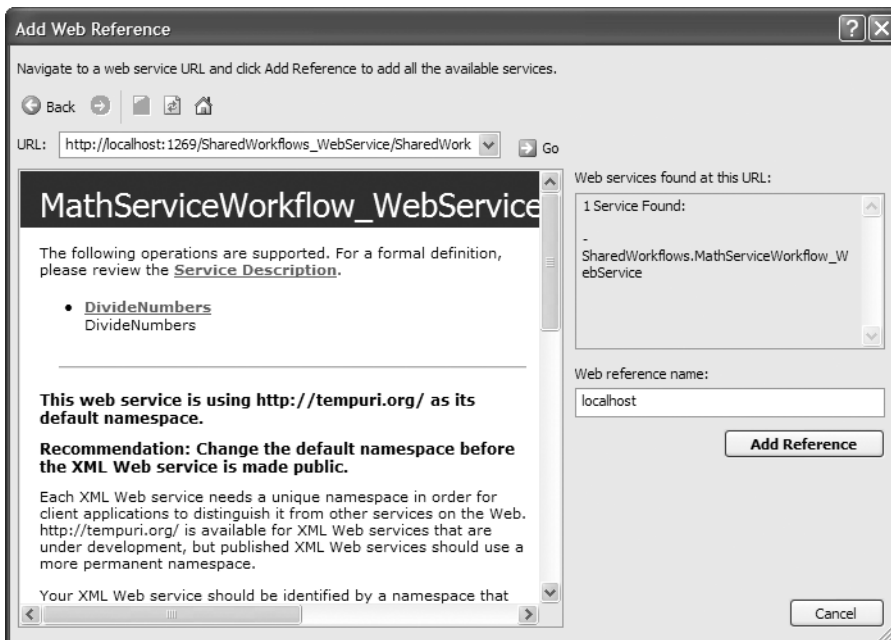 Add Web Reference
Navigate to a web service URL and click Add Reference to add all the available services.
Back
URL: http://localhost:1269/SharedWorkflows_WebService/SharedWork Go
MathServiceWorkflow_WebService
The following operations are supported. For a formal definition,
please review the Service Description.
• DivideNumbers
DivideNumbers
This web service is using http://tempuri.org/ as its
default namespace.
Recommendation: Change the default namespace before
the XML Web service is made public.
Each XML Web service needs a unique namespace in order for
client applications to distinguish it from other services on the Web.
http://tempuri.org/ is available for XML Web services that are
under development, but published XML Web services should use a
more permanent namespace.
Your XML Web service should be identified by a namespace that
Web services found at this URL:
1 Service Found:
-
SharedWorkflows.MathServiceWorkflow_W
ebService
Web reference name:
localhost
Add Reference
Cancel